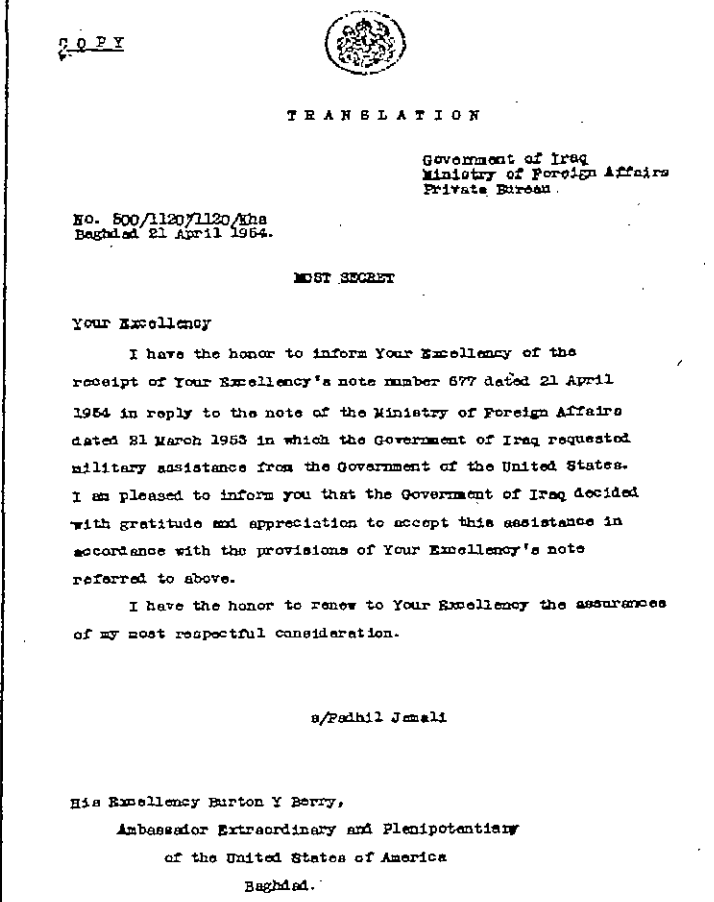 COPY
TRANSLATION
Government of Iraq
Ministry of Foreign Affairs
Private Bureau
No. 500/1120/1120/Kha
Baghdad 21 April 1954.
MOST SECRET
Your Excellency
I have the honor to inform Your Excellency of the
receipt of Your Excellency's note number 677 dated 21 April
1954 in reply to the note of the Ministry of Foreign Affairs
dated 21 March 1953 in which the Government of Iraq requested
military assistance from the Government of the United States.
I am pleased to inform you that the Government of Iraq decided
with gratitude and appreciation to accept this assistance in
accordance with the provisions of Your Excellency's note
referred to above.
I have the honor to renew to Your Excellency the assurances
of my most respectful consideration.
s/Fadhil Jamali
His Excellency Burton Y Berry,
Ambassador Extraordinary and Plenipotentiary
of the United States of America
Baghdad.